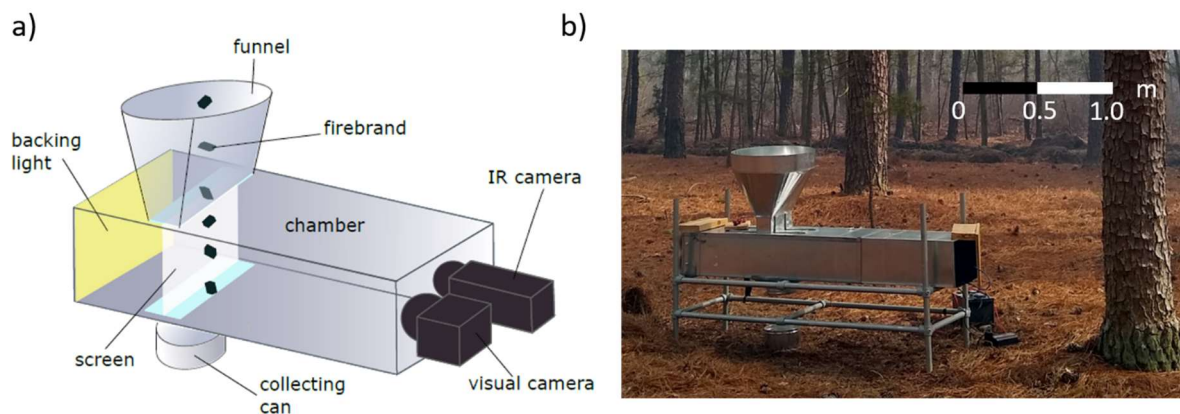 a)
funnel
firebrand
backing
light
IR camera
chamber
screen
collecting
can
visual camera
b)
0 0.5 1.0 m